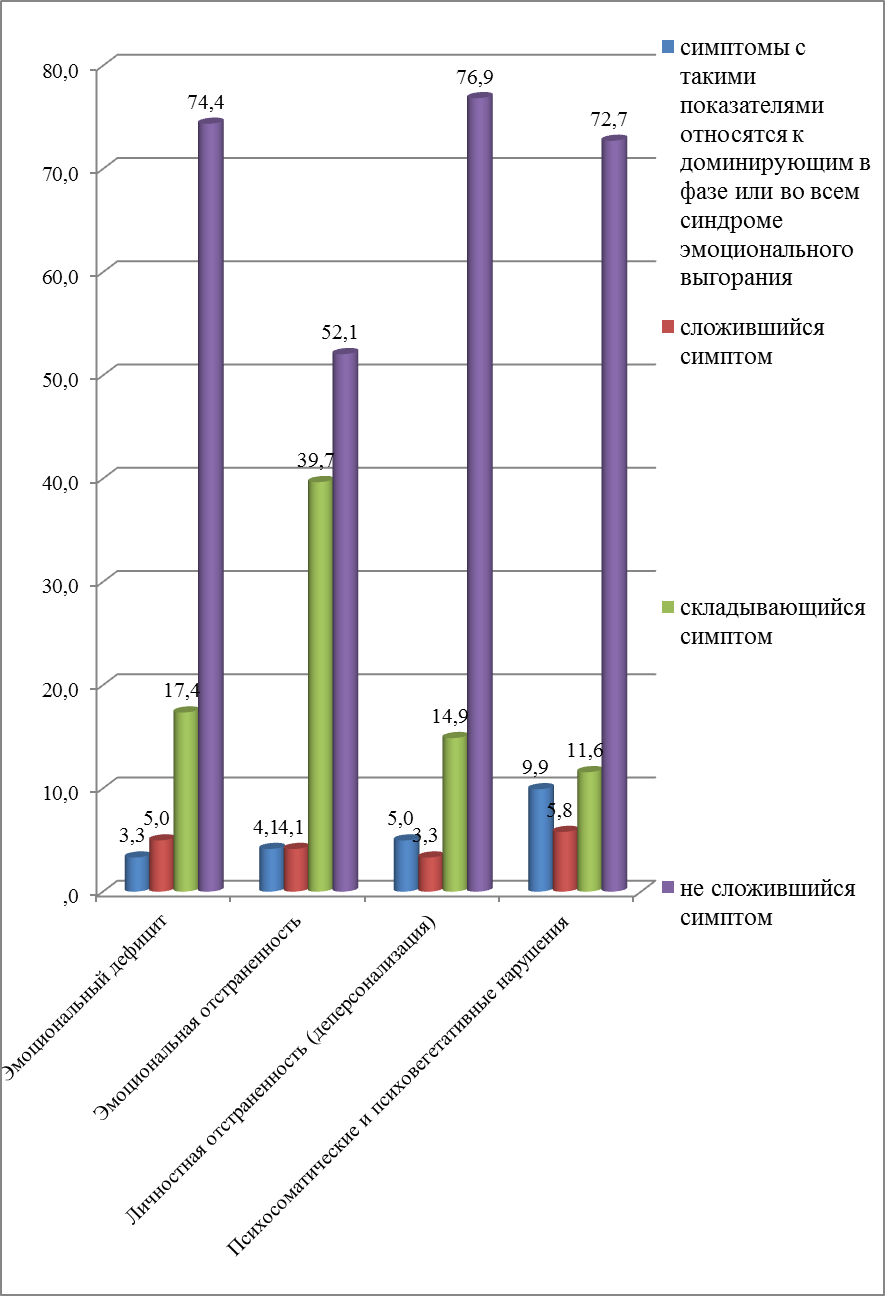 80,0
70,0
60,0
50,0
40,0
30,0
20,0
10,0
,0
3,3
5,0
17,4
74,4
4,1
4,1
39,7
52,1
5,0
3,3
14,9
76,9
9,9
5,8
11,6
72,7
Эмоциональный дефицит
Эмоциональная отстраненность
Личностная отстраненность (деперсонализация)
Психосоматические и психовегетативные нарушения
симптомы с
такими
показателями
относятся к
доминирующим в
фазе или во всем
синдроме
эмоционального
выгорания
сложившийся
симптом
складывающийся
симптом
не сложившийся
симптом